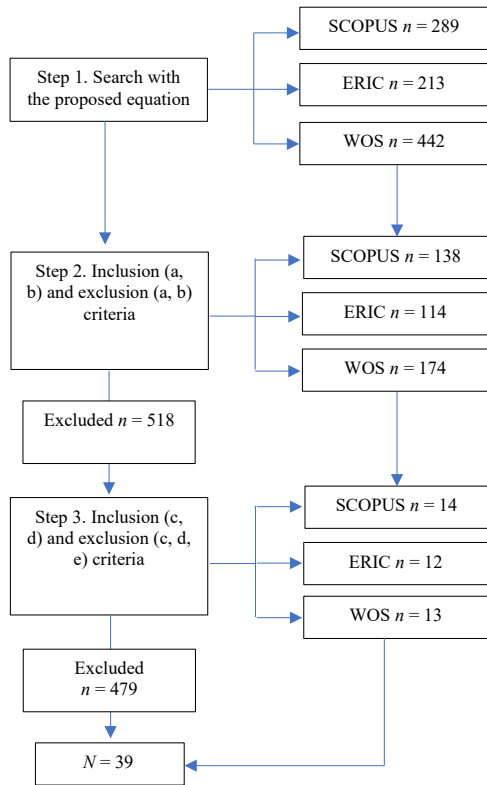 SCOPUS n = 289
Step 1. Search with
the proposed equation
ERIC n = 213
WOS n = 442
Step 2. Inclusion (a,
b) and exclusion (a, b)
criteria
SCOPUS n = 138
ERIC n = 114
WOS n = 174
Excluded n = 518
Step 3. Inclusion (c,
d) and exclusion (c, d,
e) criteria
SCOPUS n = 14
ERIC n = 12
WOS n = 13
Excluded
n = 479
N = 39